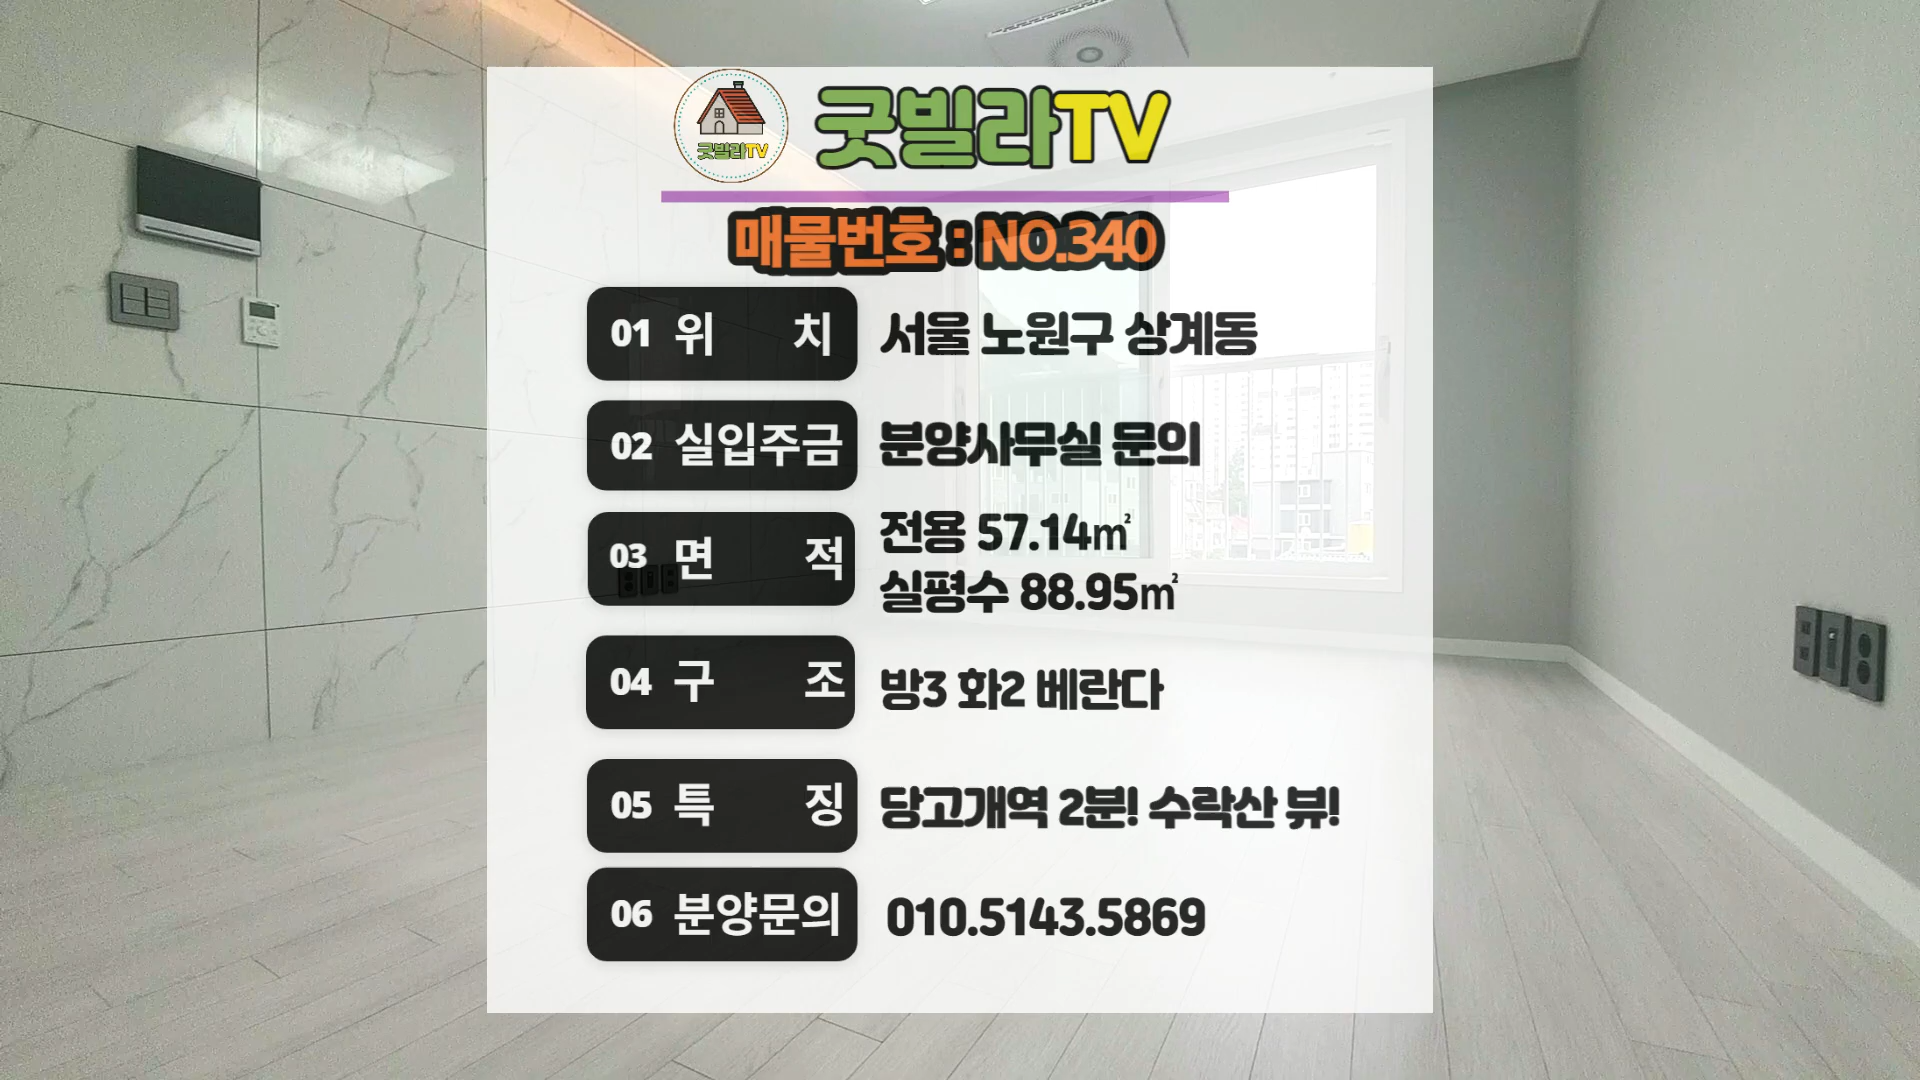 굿빌라TV
굿빌라TV
매물번호 : NO.340
01 위 치 서울 노원구 상계동
02 실입주금 분양사무실 문의
03 면 적 전용 57.14㎡
실평수 88.95㎡
04 구 조 방3 화2 베란다
05 특 징 당고개역 2분! 수락산 뷰!
06 분양문의 010.5143.5869